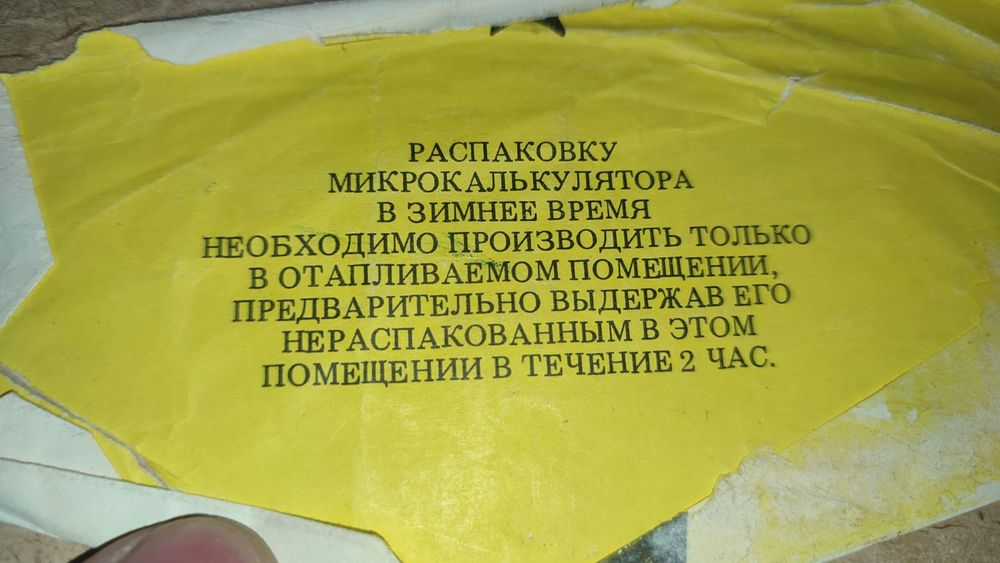 РАСПАКОВКУ
МИКРОКАЛЬКУЛЯТОРА
В ЗИМНЕЕ ВРЕМЯ
НЕОБХОДИМО ПРОИЗВОДИТЬ ТОЛЬКО
В ОТАПЛИВАЕМОМ ПОМЕЩЕНИИ,
ПРЕДВАРИТЕЛЬНО ВЫДЕРЖАВ ЕГО
НЕРАСПАКОВАННЫМ В ЭТОМ
ПОМЕЩЕНИИ В ТЕЧЕНИЕ 2 ЧАС.